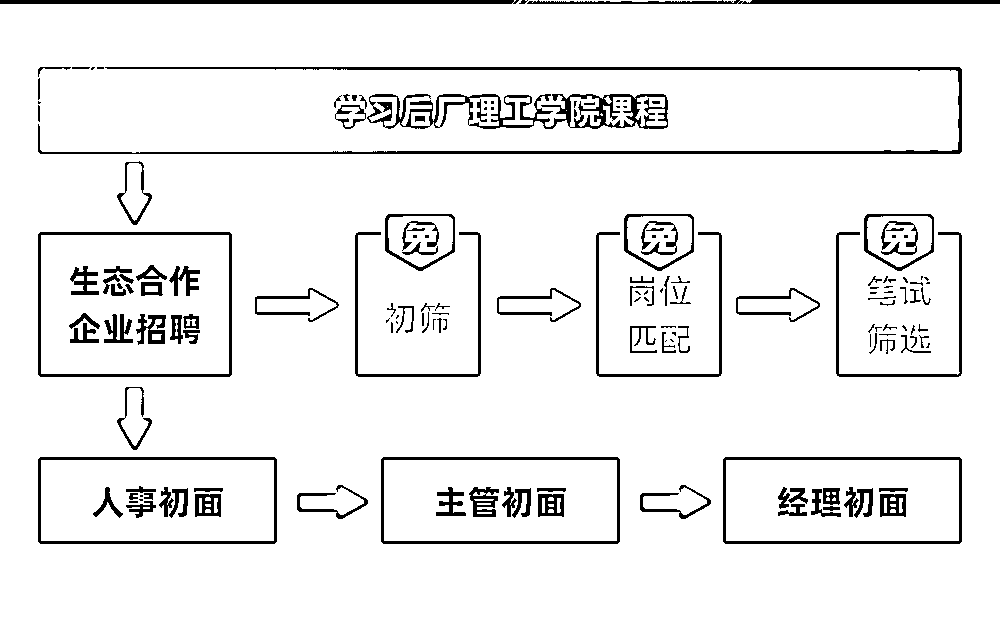 学习后厂理工学院课程
生态合作
企业招聘
免
初筛
免
岗位
匹配
免
笔试
筛选
人事初面
主管初面
经理初面